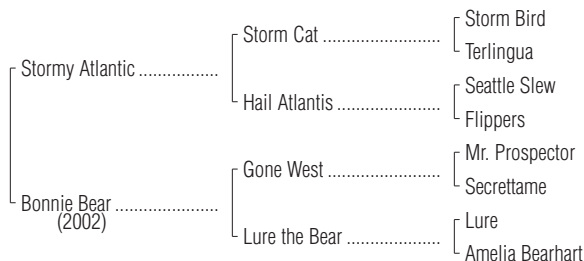 Storm Bird
Storm Cat ........................
Terlingua
Stormy Atlantic ................
Seattle Slew
Hail Atlantis .....................
Flippers
Mr. Prospector
Gone West .......................
Secrettame
Bonnie Bear .....................
(2002)
Lure
Lure the Bear ...................
Amelia Bearhart